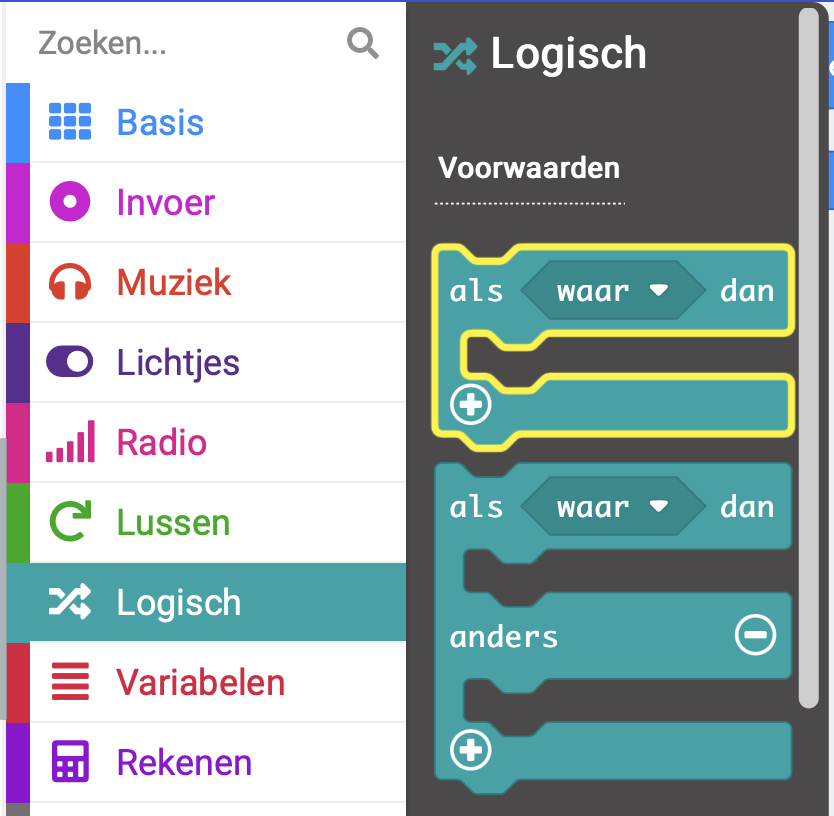 Zoeken...
Basis
Invoer
Muziek
Lichtjes
Radio
Lussen
Logisch
Variabelen
Rekenen
Logisch
Voorwaarden
als waar dan
als waar dan
anders